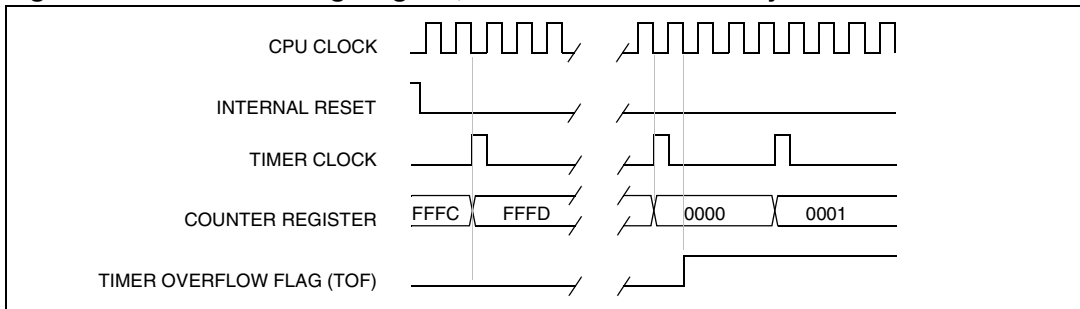 CPU CLOCK
INTERNAL RESET
TIMER CLOCK
COUNTER REGISTER FFFC FFFD 0000 0001
TIMER OVERFLOW FLAG (TOF)